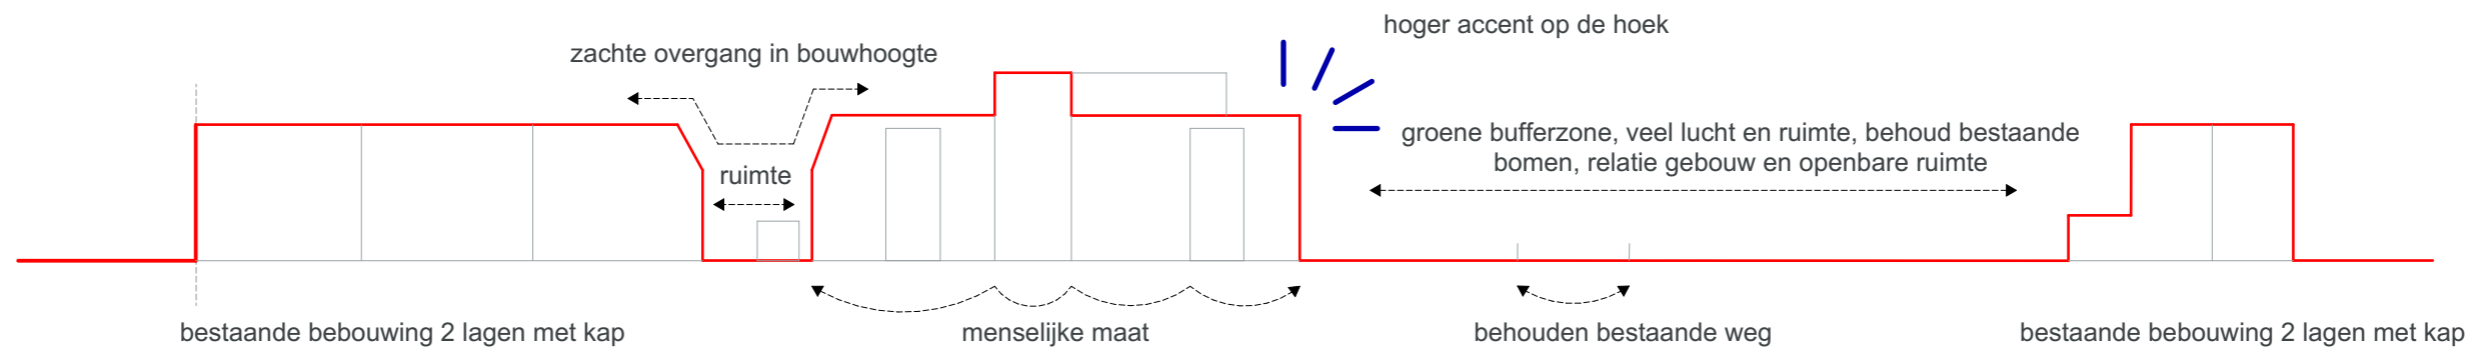 hoger accent op de hoek
zachte overgang in bouwhoogte
groene bufferzone, veel lucht en ruimte, behoud bestaande
bomen, relatie gebouw en openbare ruimte
ruimte
bestaande bebouwing 2 lagen met kap
menselijke maat
behouden bestaande weg
bestaande bebouwing 2 lagen met kap